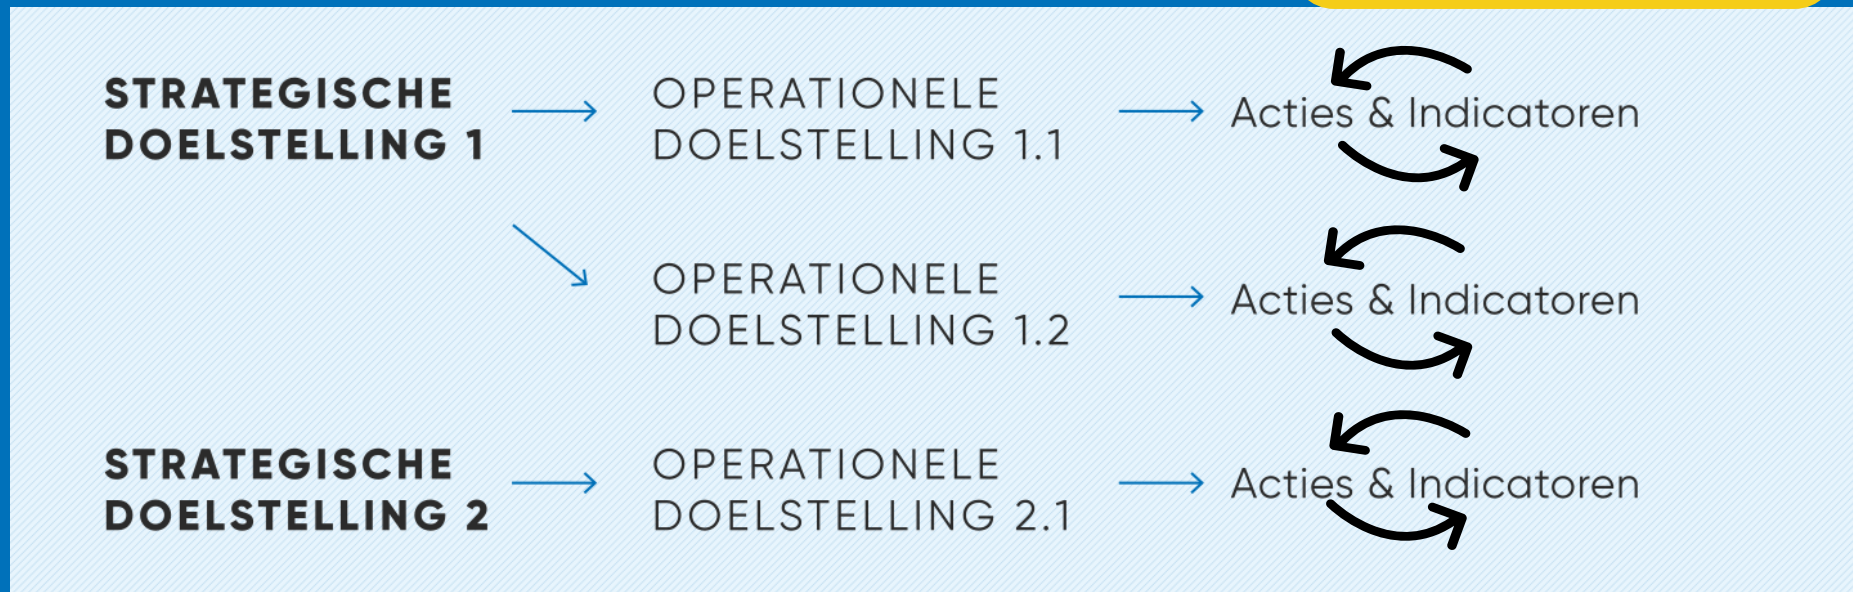 STRATEGISCHE
DOELSTELLING 1
OPERATIONELE
DOELSTELLING 1.1
Acties & Indicatoren
OPERATIONELE
DOELSTELLING 1.2
Acties & Indicatoren
STRATEGISCHE
DOELSTELLING 2
OPERATIONELE
DOELSTELLING 2.1
Acties & Indicatoren